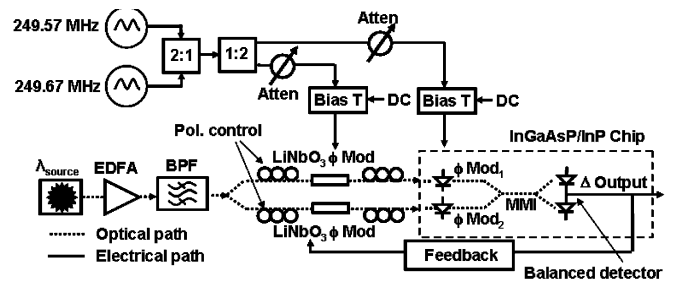 249.57 MHz
249.67 MHz
2:1
1:2
Atten
Atten
Bias T
DC
Bias T
DC
Pol. control
LiNbO3 ϕ Mod
InGaAsP/InP Chip
λsource
EDFA
BPF
ϕ Mod1
Δ Output
MMI
ϕ Mod2
LiNbO3 ϕ Mod
Optical path
Electrical path
Feedback
Balanced detector